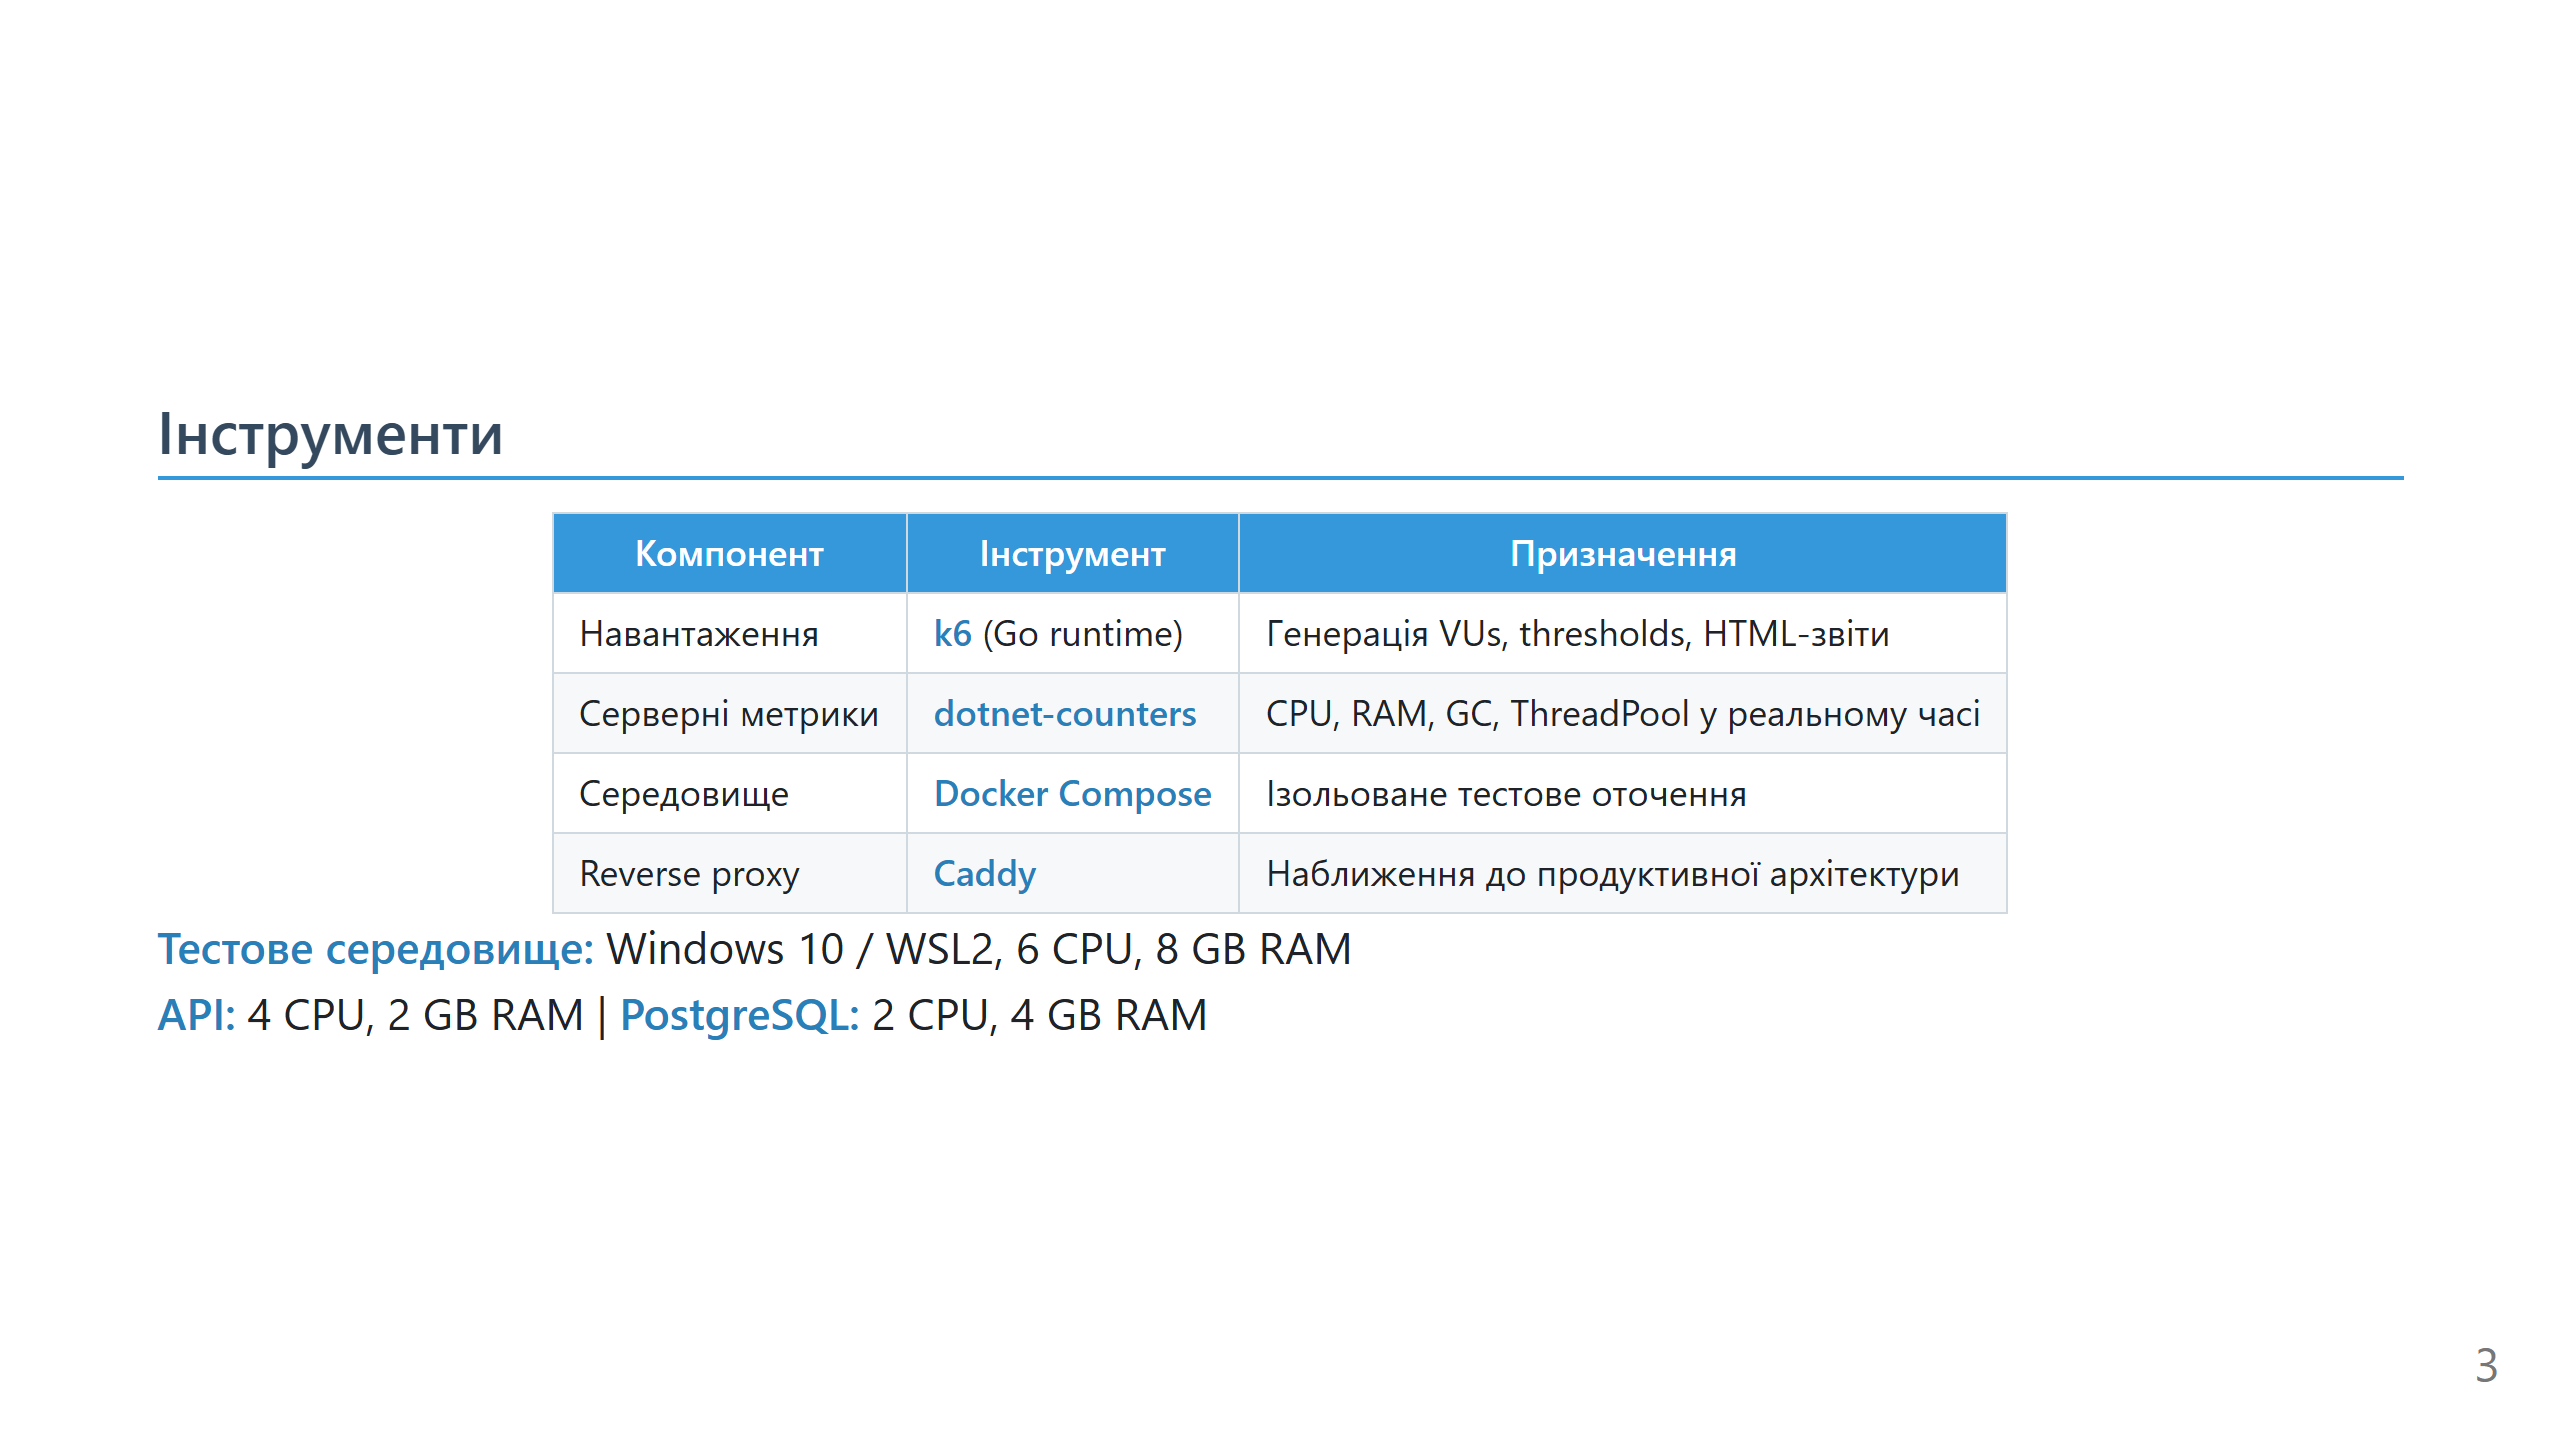 Інструменти
Компонент Інструмент Призначення
Навантаження k6 (Go runtime) Генерація VUs, thresholds, HTML-звіти
Серверні метрики dotnet-counters CPU, RAM, GC, ThreadPool у реальному часі
Середовище Docker Compose Ізольоване тестове оточення
Reverse proxy Caddy Наближення до продуктивної архітектури
Тестове середовище: Windows 10 / WSL2, 6 CPU, 8 GB RAM
API: 4 CPU, 2 GB RAM | PostgreSQL: 2 CPU, 4 GB RAM
3